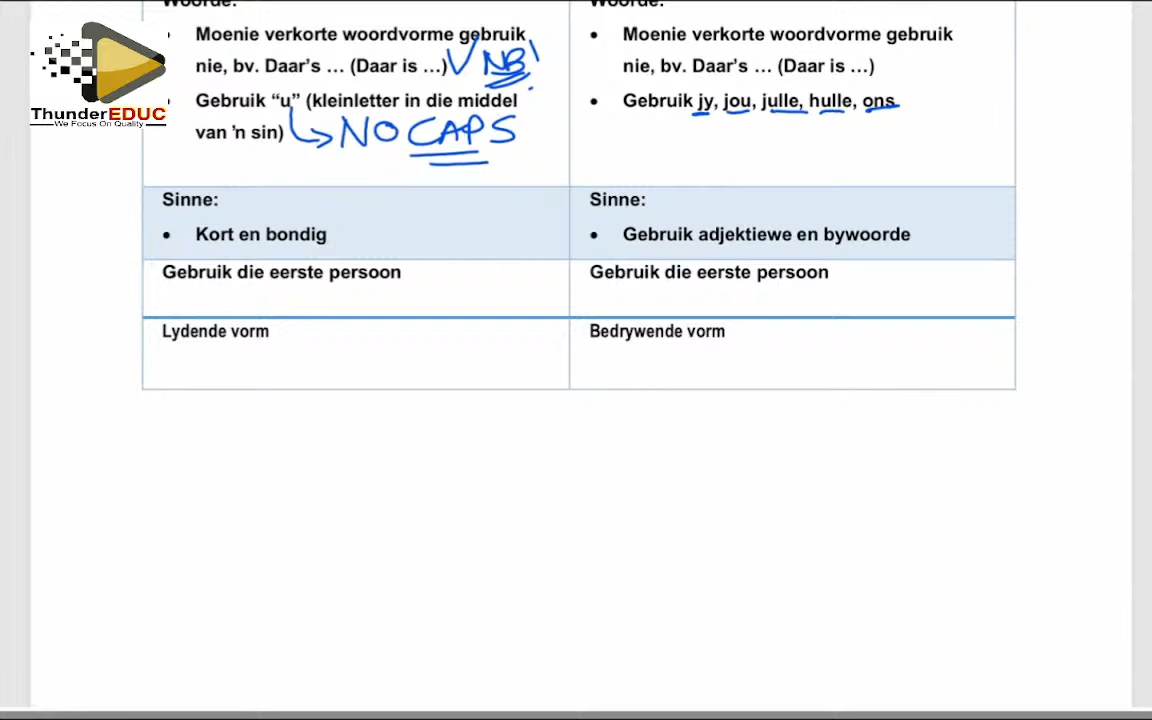 Woorde:
Moenie verkorte woordvorme gebruik
nie, bv. Daar’s … (Daar is …) NB!
Gebruik “u” (kleinletter in die middel
van ’n sin) NO CAPS
Woorde:
• Moenie verkorte woordvorme gebruik
nie, bv. Daar’s … (Daar is …)
• Gebruik jy, jou, julle, hulle, ons
Sinne:
• Kort en bondig
Sinne:
• Gebruik adjektiewe en bywoorde
Gebruik die eerste persoon
Gebruik die eerste persoon
Lydende vorm
Bedrywende vorm
ThunderEDUC
We Focus On Quality